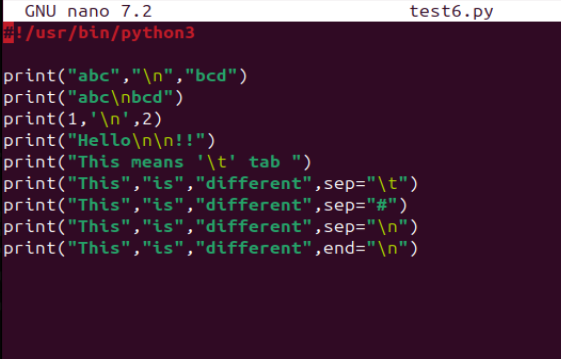 GNU nano 7.2 test6.py
#!/usr/bin/python3
print("abc","\n","bcd")
print("abc\nbcd")
print(1,'\n',2)
print("Hello\n\n!!")
print("This means '\t' tab ")
print("This","is","different",sep="\t")
print("This","is","different",sep="#")
print("This","is","different",sep="\n")
print("This","is","different",end="\n")